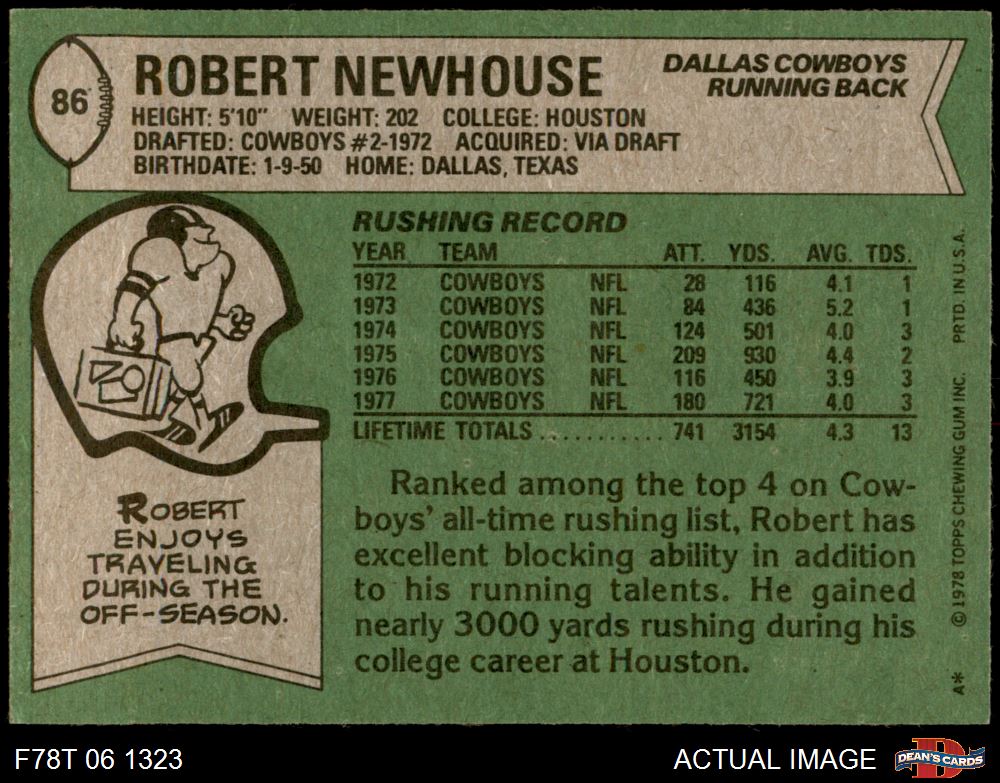 86
ROBERT NEWHOUSE
DALLAS COWBOYS
RUNNING BACK
HEIGHT: 5'10" WEIGHT: 202 COLLEGE: HOUSTON
DRAFTED: COWBOYS #2-1972 ACQUIRED: VIA DRAFT
BIRTHDATE: 1-9-50 HOME: DALLAS, TEXAS
RUSHING RECORD
YEAR TEAM ATT. YDS. AVG. TDS.
1972 COWBOYS NFL 28 116 4.1 1
1973 COWBOYS NFL 84 436 5.2 1
1974 COWBOYS NFL 124 501 4.0 3
1975 COWBOYS NFL 209 930 4.4 2
1976 COWBOYS NFL 116 450 3.9 3
1977 COWBOYS NFL 180 721 4.0 3
LIFETIME TOTALS ........... 741 3154 4.3 13
Ranked among the top 4 on Cow-
boys' all-time rushing list, Robert has
excellent blocking ability in addition
to his running talents. He gained
nearly 3000 yards rushing during his
college career at Houston.
ROBERT
ENJOYS
TRAVELING
DURING THE
OFF-SEASON.
A* © 1978 TOPPS CHEWING GUM INC. PRTD. IN U.S.A.
F78T 06 1323
ACTUAL IMAGE
D
DEAN'S CARDS